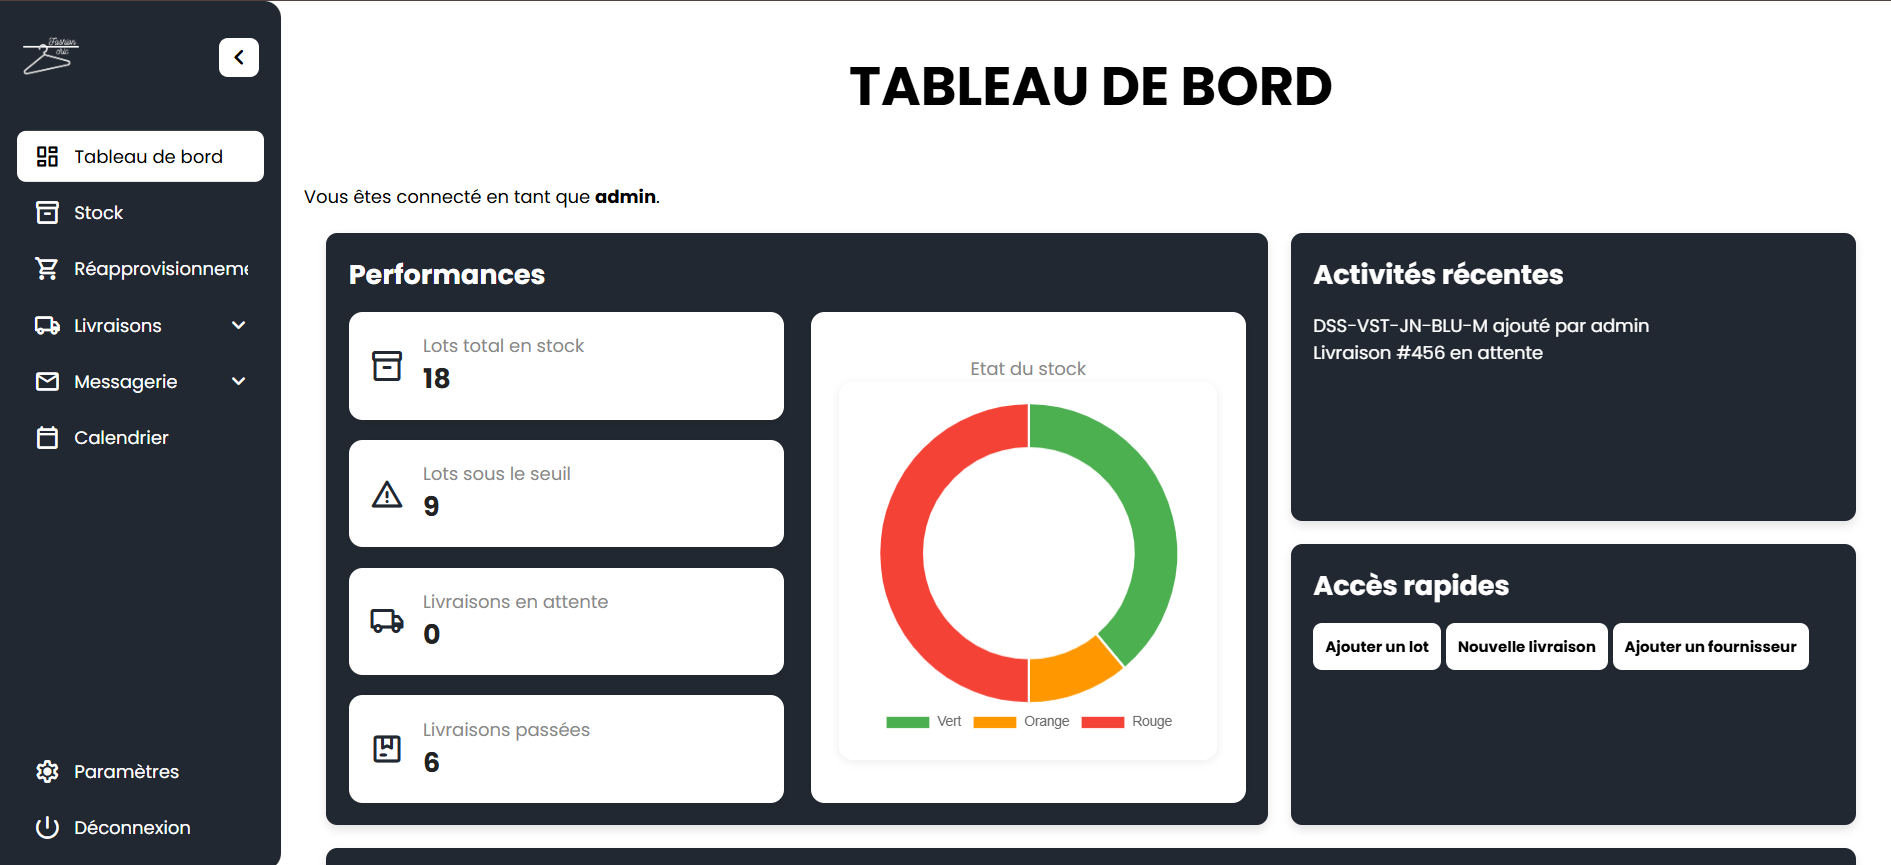 Fashion
chic
TABLEAU DE BORD
Tableau de bord
Stock
Réapprovisionneme
Livraisons
Messagerie
Calendrier
Paramètres
Déconnexion
Vous êtes connecté en tant que admin.
Performances
Lots total en stock
18
Lots sous le seuil
9
Livraisons en attente
0
Livraisons passées
6
Etat du stock
Vert Orange Rouge
Activités récentes
DSS-VST-JN-BLU-M ajouté par admin
Livraison #456 en attente
Accès rapides
Ajouter un lot Nouvelle livraison Ajouter un fournisseur